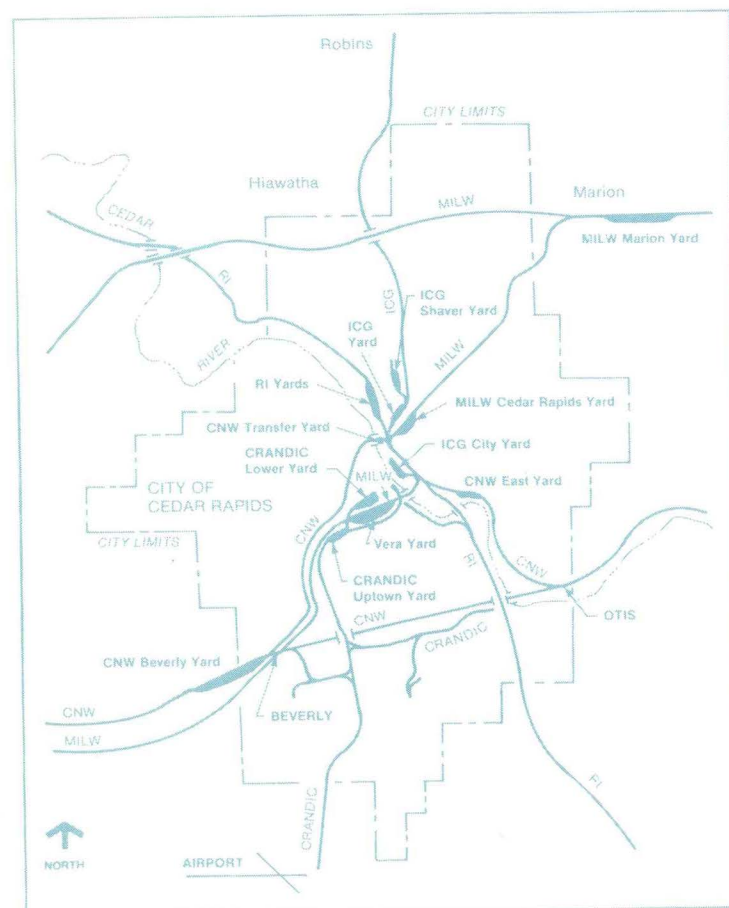 Robins
CITY LIMITS
Hiawatha
Marion
MILW
CEDAR
MILW Marion Yard
RI
ICG
ICG
Shaver Yard
ICG
Yard
MILW
RIVER
RI Yards
MILW Cedar Rapids Yard
CNW Transfer Yard
ICG City Yard
CRANDIC
Lower Yard
MILW
CNW East Yard
CITY OF
CEDAR RAPIDS
CNW
CITY LIMITS
Vera Yard
RI
CNW
CRANDIC
Uptown Yard
OTIS
CNW
CRANDIC
CNW Beverly Yard
BEVERLY
CNW
MILW
CRANDIC
RI
NORTH
AIRPORT